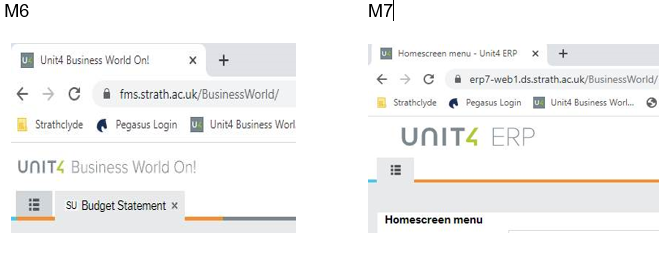 M6
Unit4 Business World On!
fms.strath.ac.uk/BusinessWorld/
Strathclyde Pegasus Login Unit4 Business Worl
UNIT4 Business World On!
SU Budget Statement ×
M7
Homescreen menu - Unit4 ERP
erp7-web1.ds.strath.ac.uk/BusinessWorld/
Strathclyde Pegasus Login Unit4 Business Worl...
UNIT4 ERP
Homescreen menu